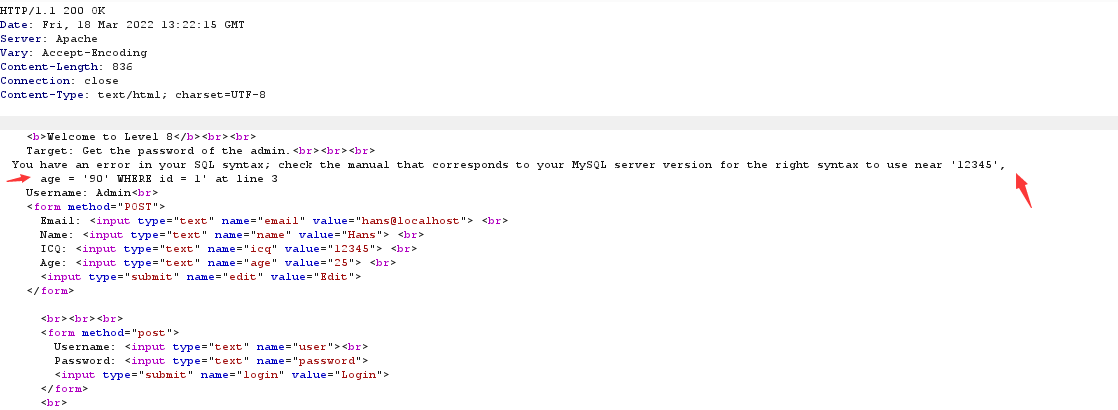 HTTP/1.1 200 OK
Date: Fri, 18 Mar 2022 13:22:15 GMT
Server: Apache
Vary: Accept-Encoding
Content-Length: 836
Connection: close
Content-Type: text/html; charset=UTF-8
<b>Welcome to Level 8</b><br><br>
Target: Get the password of the admin.<br><br><br>
You have an error in your SQL syntax; check the manual that corresponds to your MySQL server version for the right syntax to use near '12345',
age = '90' WHERE id = 1' at line 3
Username: Admin<br>
<form method="POST">
Email: <input type="text" name="email" value="hans@localhost"> <br>
Name: <input type="text" name="name" value="Hans"> <br>
ICQ: <input type="text" name="icq" value="12345"> <br>
Age: <input type="text" name="age" value="25"> <br>
<input type="submit" name="edit" value="Edit">
</form>
<br><br><br>
<form method="post">
Username: <input type="text" name="user"><br>
Password: <input type="text" name="password">
<input type="submit" name="login" value="Login">
</form>
<br>